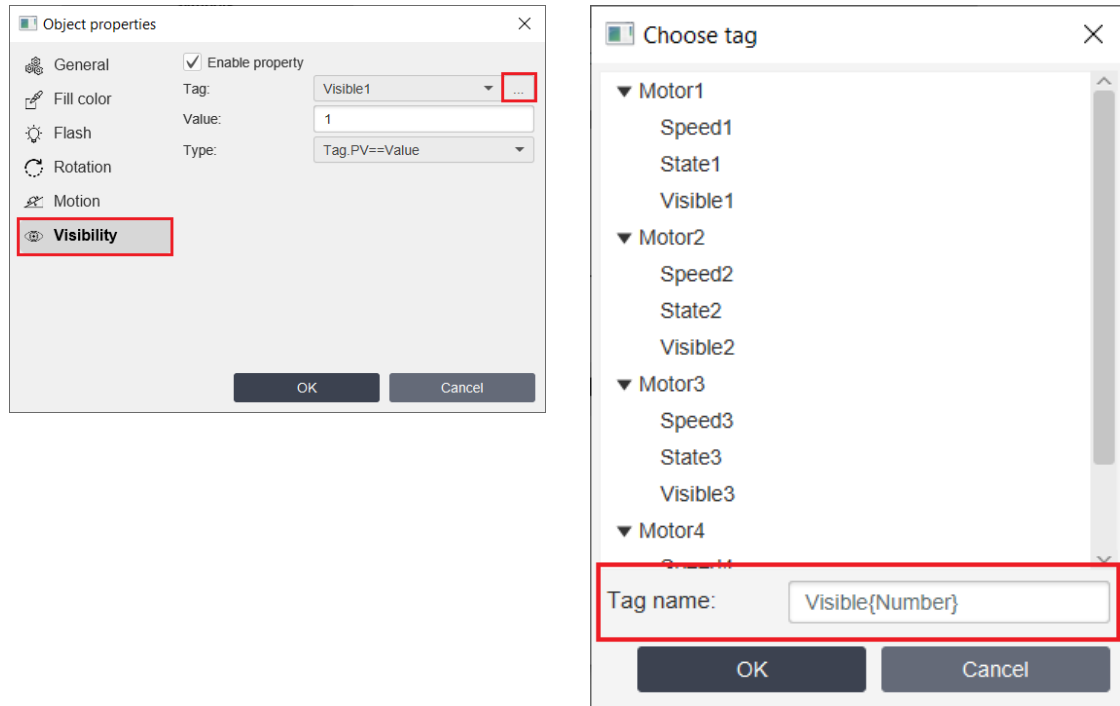 Object properties
General
Fill color
Flash
Rotation
Motion
Visibility
Enable property
Tag: Visible1 ...
Value: 1
Type: Tag.PV==Value
OK Cancel
Choose tag
Motor1
Speed1
State1
Visible1
Motor2
Speed2
State2
Visible2
Motor3
Speed3
State3
Visible3
Motor4
Tag name: Visible{Number}
OK Cancel